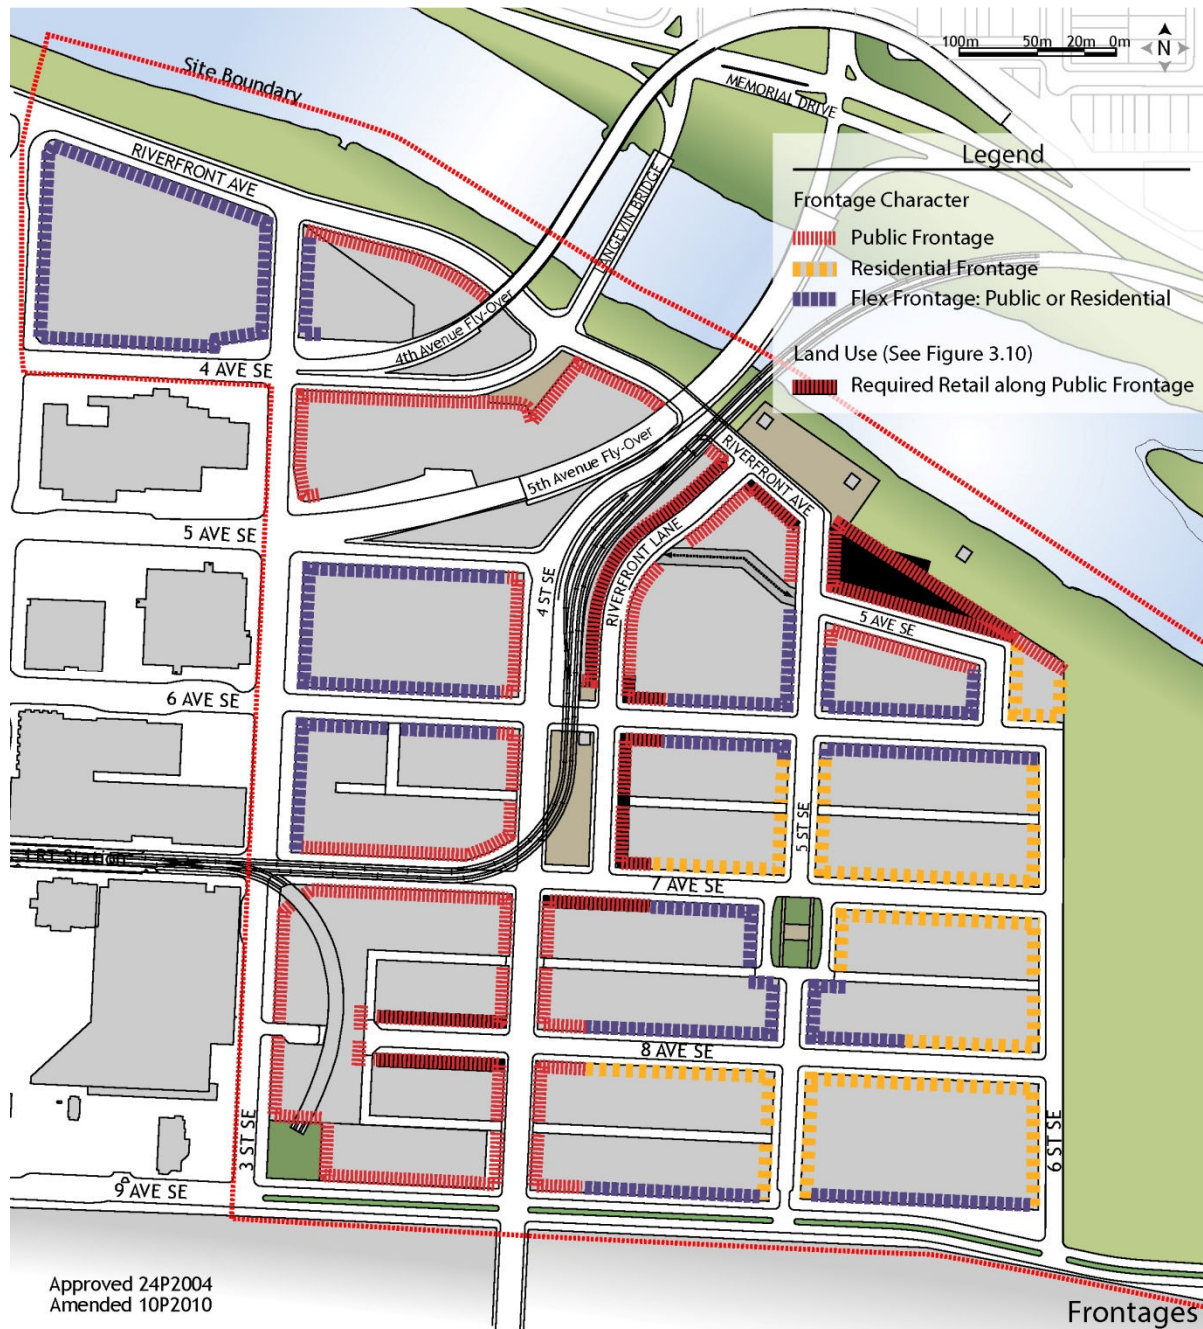 100m 50m 20m 0m
N
Site Boundary
MEMORIAL DRIVE
Legend
RIVERFRONT AVE
LANGEVIN BRIDGE
Frontage Character
Public Frontage
Residential Frontage
Flex Frontage: Public or Residential
4th Avenue Fly-Over
Land Use (See Figure 3.10)
4 AVE SE
Required Retail along Public Frontage
5th Avenue Fly-Over
RIVERFRONT AVE
5 AVE SE
RIVERFRONT LANE
4 ST SE
5 AVE SE
6 AVE SE
5 ST SE
LRT Station
7 AVE SE
8 AVE SE
3 ST SE
6 ST SE
9 AVE SE
Approved 24P2004
Amended 10P2010
Frontages